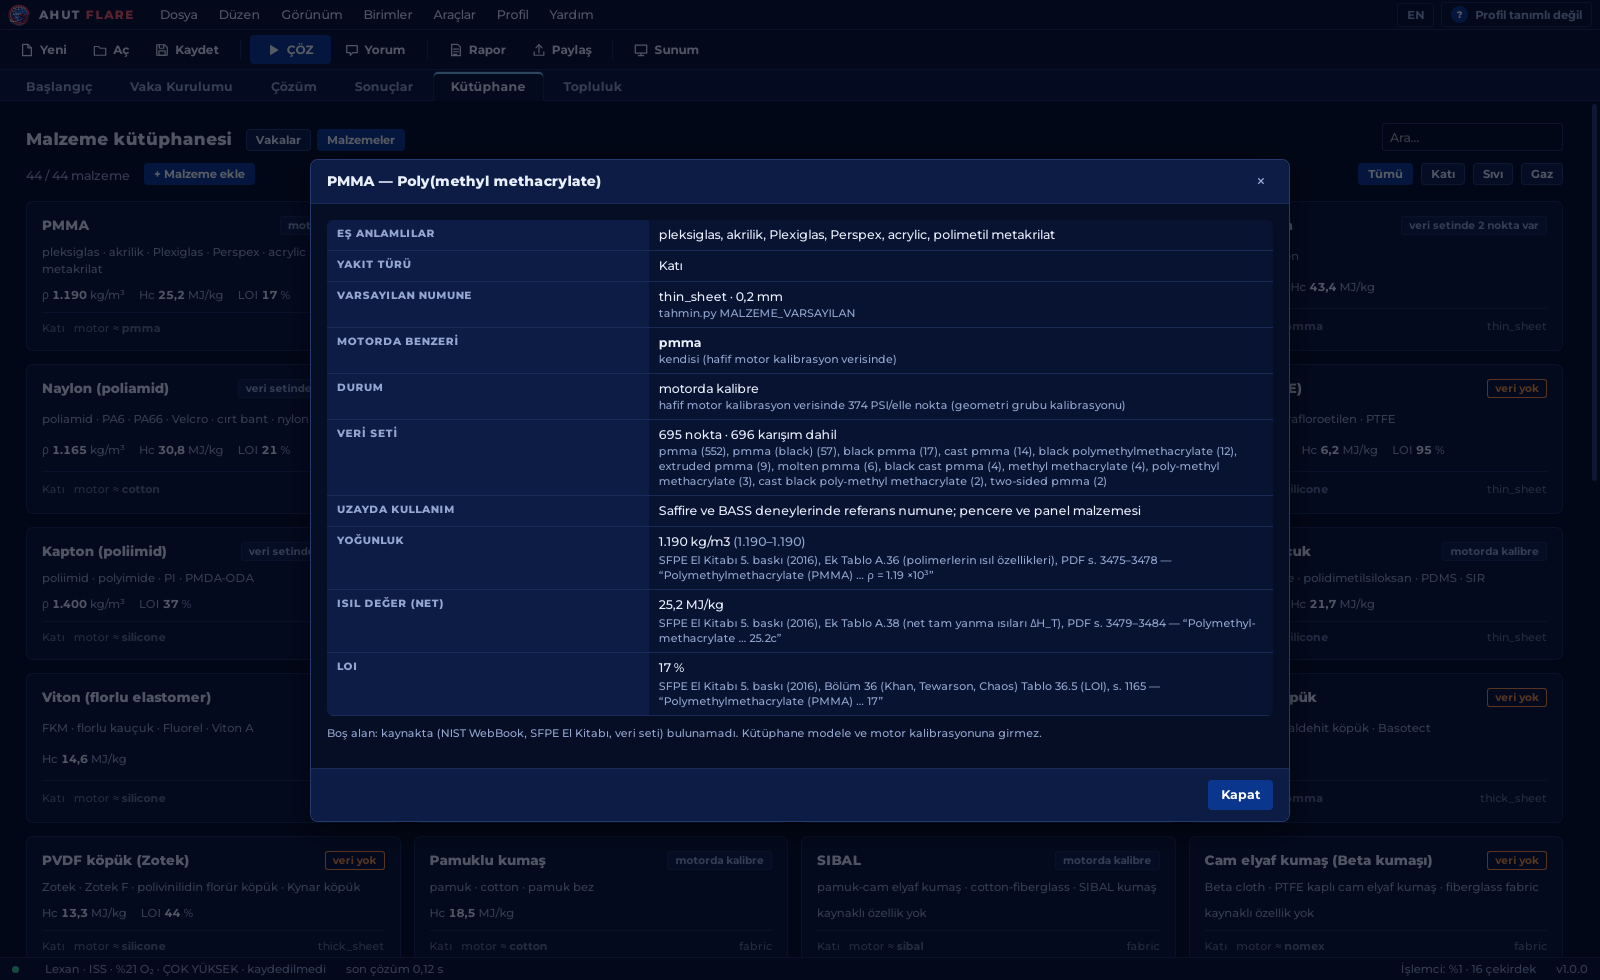 AHUT FLARE Dosya Düzen Görünüm Birimler Araçlar Profil Yardım EN ? Profil tanımlı değil
Yeni Aç Kaydet ÇÖZ Yorum Rapor Paylaş Sunum
Başlangıç Vaka Kurulumu Çözüm Sonuçlar Kütüphane Topluluk
Malzeme kütüphanesi Vakalar Malzemeler Ara...
44 / 44 malzeme + Malzeme ekle Tümü Katı Sıvı Gaz
PMMA — Poly(methyl methacrylate) ×
EŞ ANLAMLILAR pleksiglas, akrilik, Plexiglas, Perspex, acrylic, polimetil metakrilat
YAKIT TÜRÜ Katı
VARSAYILAN NUMUNE thin_sheet · 0,2 mm
tahmin.py MALZEME_VARSAYILAN
MOTORDA BENZERİ pmma
kendisi (hafif motor kalibrasyon verisinde)
DURUM motorda kalibre
hafif motor kalibrasyon verisinde 374 PSI/elle nokta (geometri grubu kalibrasyonu)
VERİ SETİ 695 nokta · 696 karışım dahil
pmma (552), pmma (black) (57), black pmma (17), cast pmma (14), black polymethylmethacrylate (12),
extruded pmma (9), molten pmma (6), black cast pmma (4), methyl methacrylate (4), poly-methyl
methacrylate (3), cast black poly-methyl methacrylate (2), two-sided pmma (2)
UZAYDA KULLANIM Saffire ve BASS deneylerinde referans numune; pencere ve panel malzemesi
YOĞUNLUK 1.190 kg/m3 (1.190–1.190)
SFPE El Kitabı 5. baskı (2016), Ek Tablo A.36 (polimerlerin ısıl özellikleri), PDF s. 3475–3478 —
“Polymethylmethacrylate (PMMA) ... ρ = 1.19 ×10³”
ISIL DEĞER (NET) 25,2 MJ/kg
SFPE El Kitabı 5. baskı (2016), Ek Tablo A.38 (net tam yanma ısıları ΔH_T), PDF s. 3479–3484 — “Polymethyl-
methacrylate ... 25.2c”
LOI 17 %
SFPE El Kitabı 5. baskı (2016), Bölüm 36 (Khan, Tewarson, Chaos) Tablo 36.5 (LOI), s. 1165 —
“Polymethylmethacrylate (PMMA) ... 17”
Boş alan: kaynakta (NIST WebBook, SFPE El Kitabı, veri seti) bulunamadı. Kütüphane modele ve motor kalibrasyonuna girmez.
Kapat
PMMA
pleksiglas · akrilik · Plexiglas · Perspex · acrylic
metakrilat
ρ 1.190 kg/m³ Hc 25,2 MJ/kg LOI 17 %
Katı motor ≈ pmma
veri setinde 2 nokta var
Hc 43,4 MJ/kg
thin_sheet
Naylon (poliamid) veri setinde
poliamid · PA6 · PA66 · Velcro · cırt bant · nylon
ρ 1.165 kg/m³ Hc 30,8 MJ/kg LOI 21 %
Katı motor ≈ cotton
veri yok
PTFE
Hc 6,2 MJ/kg LOI 95 %
thin_sheet
Kapton (poliimid) veri setinde
poliimid · polyimide · PI · PMDA-ODA
ρ 1.400 kg/m³ LOI 37 %
Katı motor ≈ silicone
motorda kalibre
polidimetilsiloksan · PDMS · SIR
Hc 21,7 MJ/kg
thin_sheet
Viton (florlu elastomer)
FKM · florlu kauçuk · Fluorel · Viton A
Hc 14,6 MJ/kg
Katı motor ≈ silicone
veri yok
köpük · Basotect
thick_sheet
PVDF köpük (Zotek) veri yok
Zotek · Zotek F · polivinilidin florür köpük · Kynar köpük
Hc 13,3 MJ/kg LOI 44 %
Katı motor ≈ silicone thick_sheet
Pamuklu kumaş motorda kalibre
pamuk · cotton · pamuk bez
Hc 18,5 MJ/kg
Katı motor ≈ cotton fabric
SIBAL motorda kalibre
pamuk-cam elyaf kumaş · cotton-fiberglass · SIBAL kumaş
kaynaklı özellik yok
Katı motor ≈ sibal fabric
Cam elyaf kumaş (Beta kumaşı) veri yok
Beta cloth · PTFE kaplı cam elyaf kumaş · fiberglass fabric
kaynaklı özellik yok
Katı motor ≈ nomex fabric
Lexan · ISS · %21 O₂ · ÇOK YÜKSEK · kaydedilmedi son çözüm 0,12 s İşlemci: %1 · 16 çekirdek v1.0.0